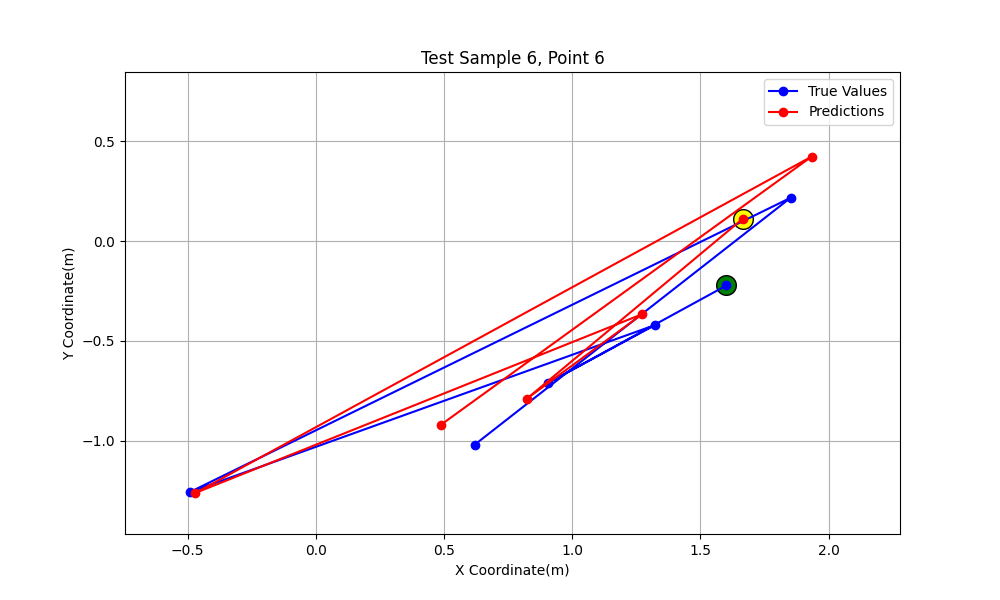 Test Sample 6, Point 6
True Values
Predictions
0.5
0.0
−0.5
−1.0
Y Coordinate(m)
−0.5
0.0
0.5
1.0
1.5
2.0
X Coordinate(m)